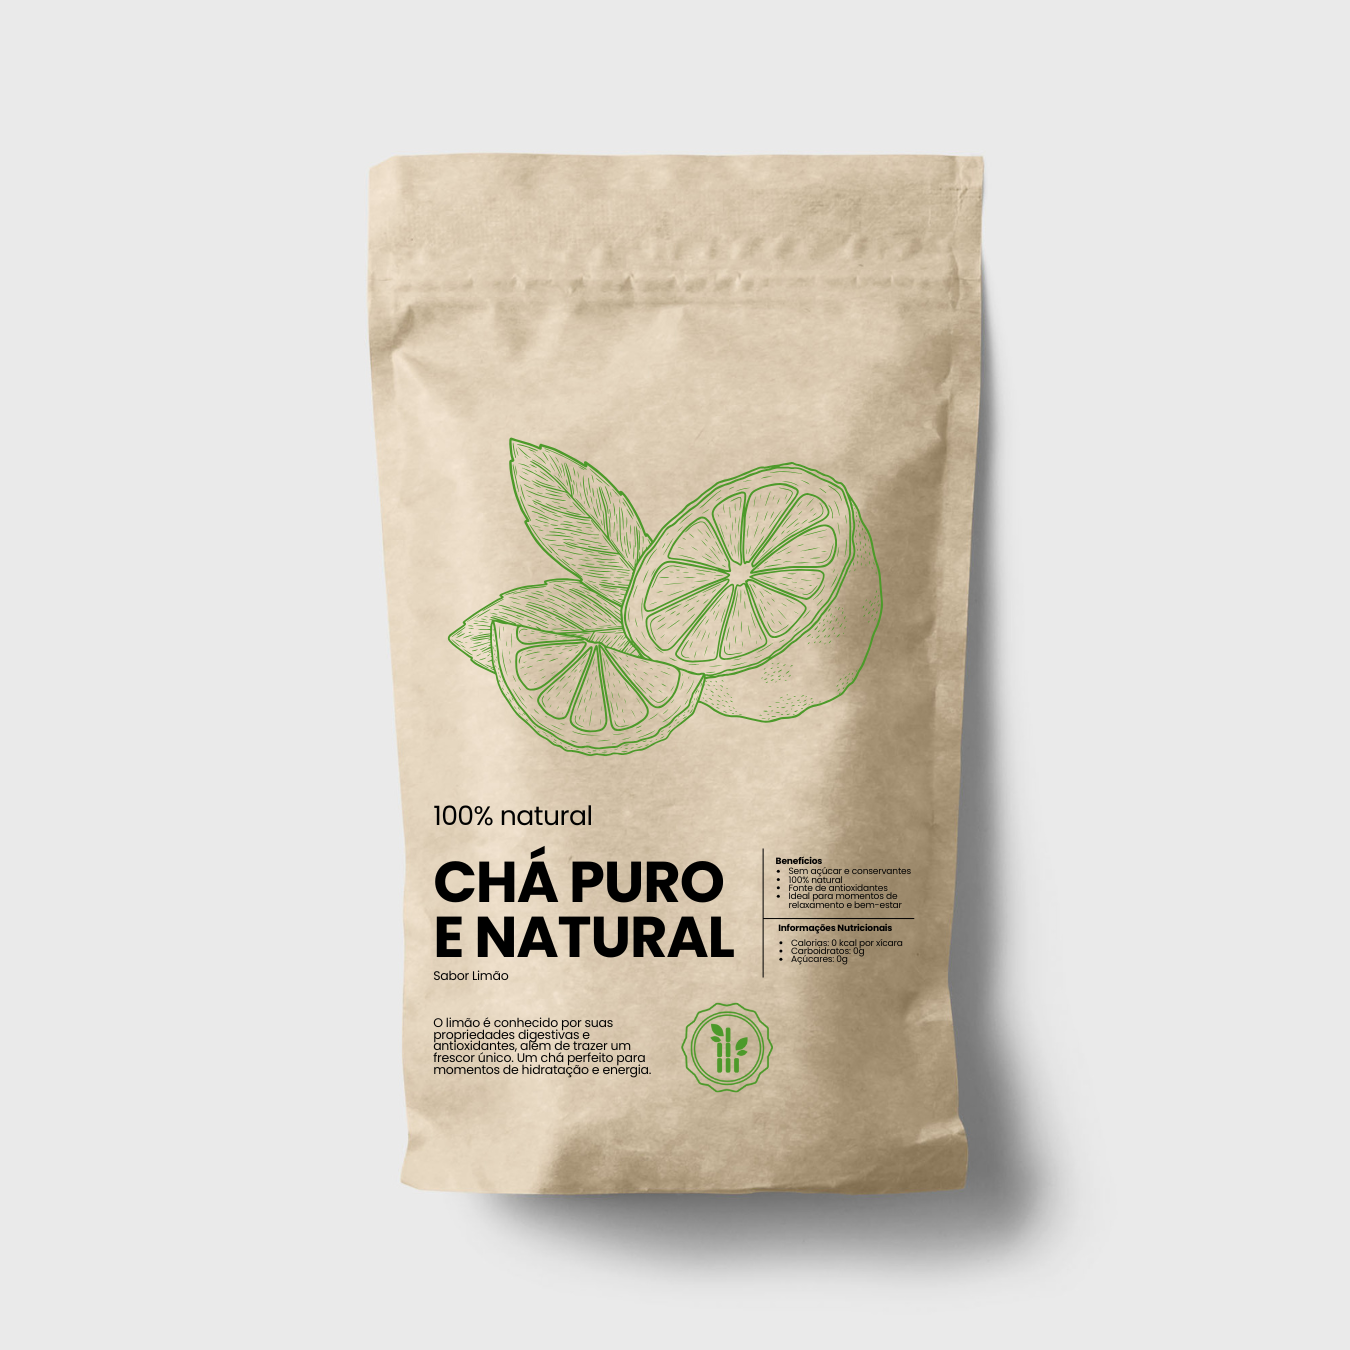 100% natural
CHÁ PURO
E NATURAL
Sabor Limão
Benefícios
• Sem açúcar e conservantes
• 100% natural
• Fonte de antioxidantes
• Ideal para momentos de
relaxamento e bem-estar
Informações Nutricionais
• Calorias: 0 kcal por xícara
• Carboidratos: 0g
• Açúcares: 0g
O limão é conhecido por suas
propriedades digestivas e
antioxidantes, além de trazer um
frescor único. Um chá perfeito para
momentos de hidratação e energia.